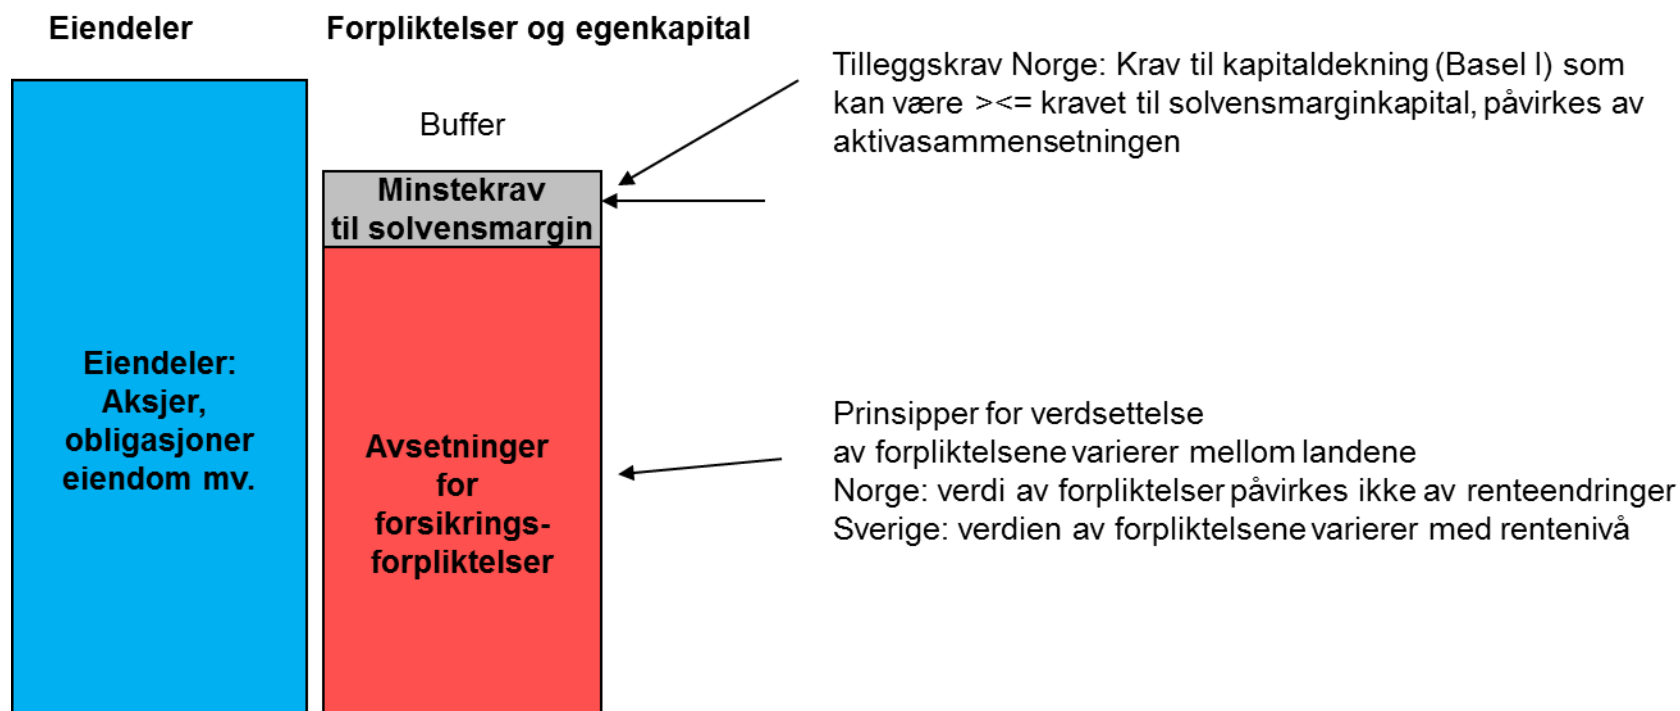 Eiendeler
Forpliktelser og egenkapital
Tilleggskrav Norge: Krav til kapitaldekning (Basel I) som
kan være ><= kravet til solvensmarginkapital, påvirkes av
aktivasammensetningen
Buffer
Minstekrav
til solvensmargin
Eiendeler:
Aksjer,
obligasjoner
eiendom mv.
Avsetninger
for
forsikrings-
forpliktelser
Prinsipper for verdsettelse
av forpliktelsene varierer mellom landene
Norge: verdi av forpliktelser påvirkes ikke av renteendringer
Sverige: verdien av forpliktelsene varierer med rentenivå